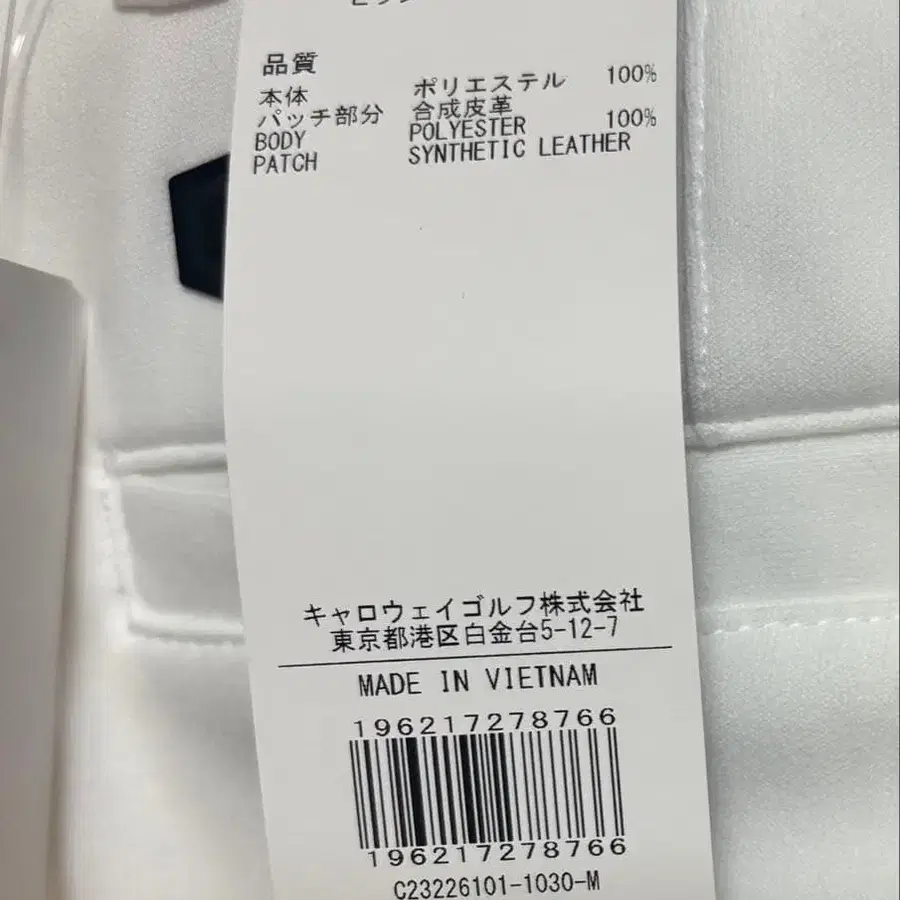 品質
本体 ポリエステル 100%
パッチ部分 合成皮革
BODY POLYESTER 100%
PATCH SYNTHETIC LEATHER
キャロウェイゴルフ株式会社
東京都港区白金台5-12-7
MADE IN VIETNAM
196217278766
196217278766
C23226101-1030-M